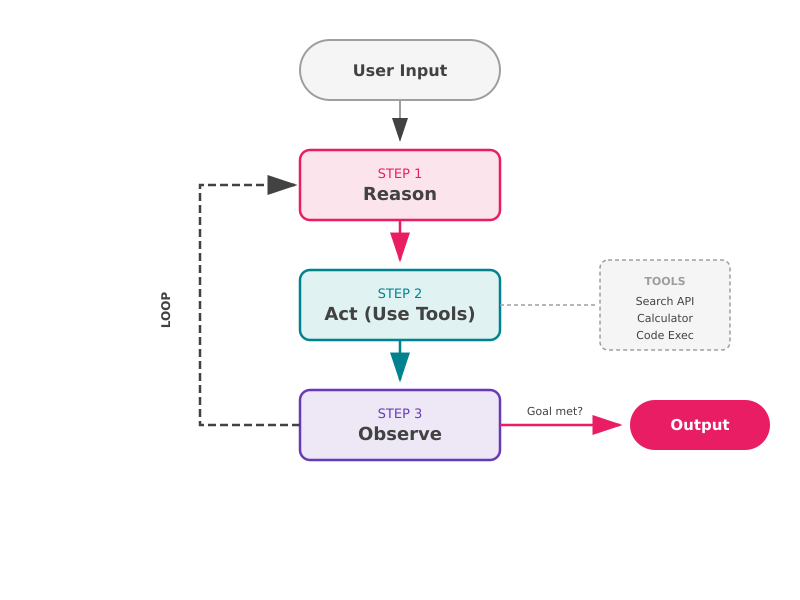 User Input
STEP 1
Reason
STEP 2
Act (Use Tools)
TOOLS
Search API
Calculator
Code Exec
LOOP
STEP 3
Observe
Goal met?
Output